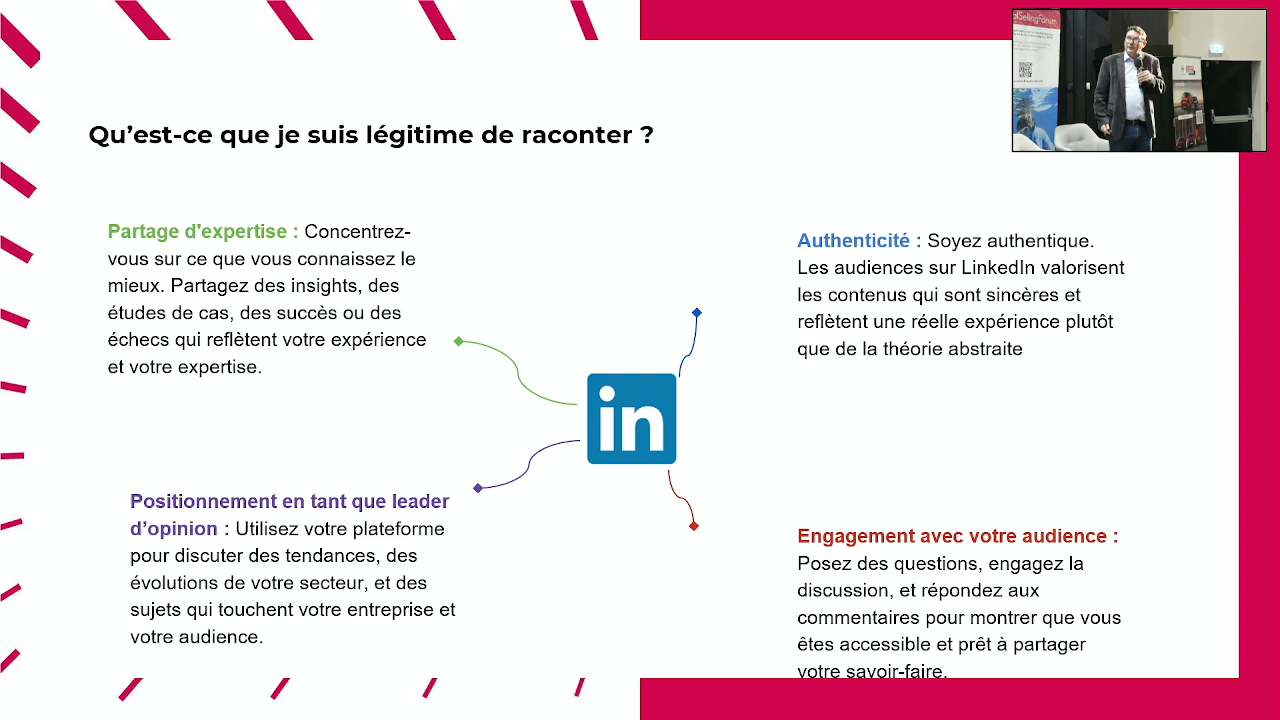 Qu’est-ce que je suis légitime de raconter ?
Partage d'expertise : Concentrez-
vous sur ce que vous connaissez le
mieux. Partagez des insights, des
études de cas, des succès ou des
échecs qui reflètent votre expérience
et votre expertise.
Authenticité : Soyez authentique.
Les audiences sur LinkedIn valorisent
les contenus qui sont sincères et
reflètent une réelle expérience plutôt
que de la théorie abstraite
in
Positionnement en tant que leader
d’opinion : Utilisez votre plateforme
pour discuter des tendances, des
évolutions de votre secteur, et des
sujets qui touchent votre entreprise et
votre audience.
Engagement avec votre audience :
Posez des questions, engagez la
discussion, et répondez aux
commentaires pour montrer que vous
êtes accessible et prêt à partager
votre savoir-faire.